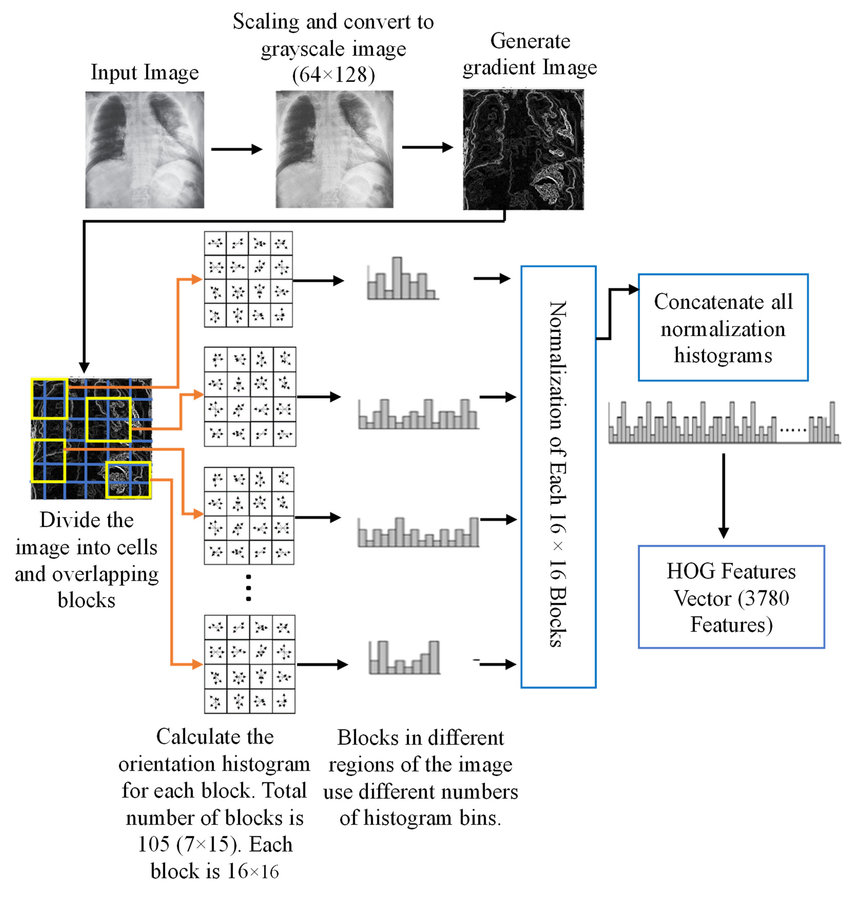 Input Image
Scaling and convert to
grayscale image
(64×128)
Generate
gradient Image
Divide the
image into cells
and overlapping
blocks
Calculate the
orientation histogram
for each block. Total
number of blocks is
105 (7×15). Each
block is 16×16
Blocks in different
regions of the image
use different numbers
of histogram bins.
Normalization of Each 16 × 16 Blocks
Concatenate all
normalization
histograms
HOG Features
Vector (3780
Features)